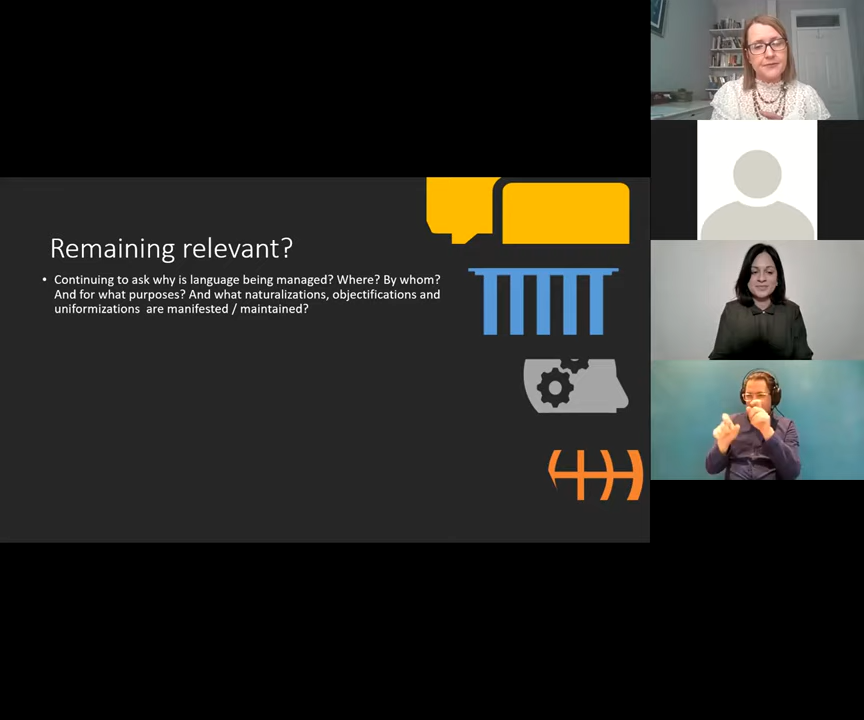 Remaining relevant?
• Continuing to ask why is language being managed? Where? By whom?
And for what purposes? And what naturalizations, objectifications and
uniformizations are manifested / maintained?